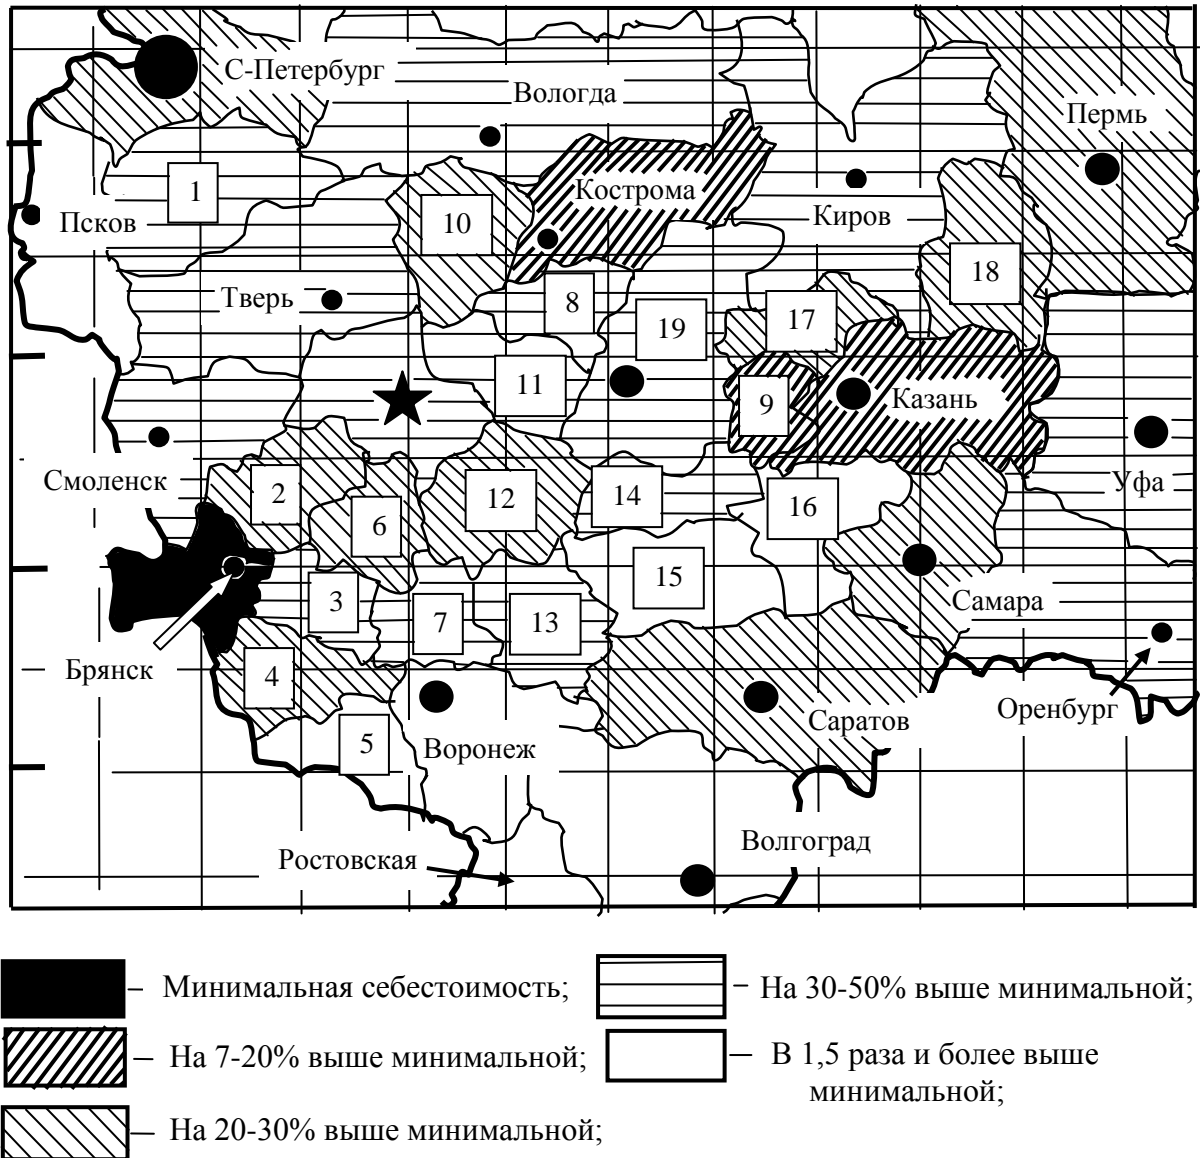 С-Петербург
Вологда
Пермь
1
Псков
10
Кострома
Киров
18
Тверь
8
19
17
11
9
Казань
Смоленск
2
6
12
14
16
Уфа
3
7
13
15
Самара
Брянск
4
5
Воронеж
Саратов
Оренбург
Волгоград
Ростовская
– Минимальная себестоимость;
– На 7-20% выше минимальной;
– На 20-30% выше минимальной;
– На 30-50% выше минимальной;
– В 1,5 раза и более выше
минимальной;